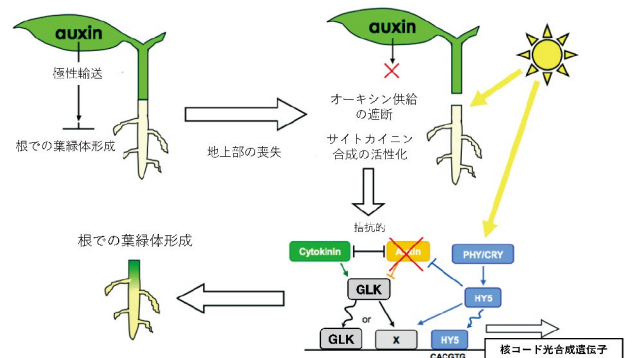 auxin
極性輸送
根での葉緑体形成
地上部の喪失
auxin
オーキシン供給
の遮断
サイトカイニン
合成の活性化
拮抗的
Cytokinin
Auxin
PHY/CRY
GLK
HY5
or
GLK
X
HY5
CACGTG
核コード光合成遺伝子
根での葉緑体形成